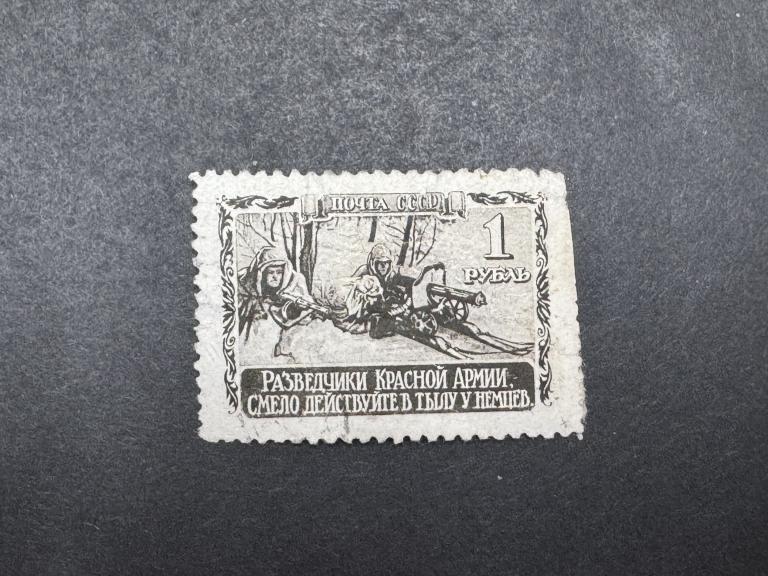 ПОЧТА СССР
1
РУБЛЬ
РАЗВЕДЧИКИ КРАСНОЙ АРМИИ,
СМЕЛО ДЕЙСТВУЙТЕ В ТЫЛУ У НЕМЦЕВ.